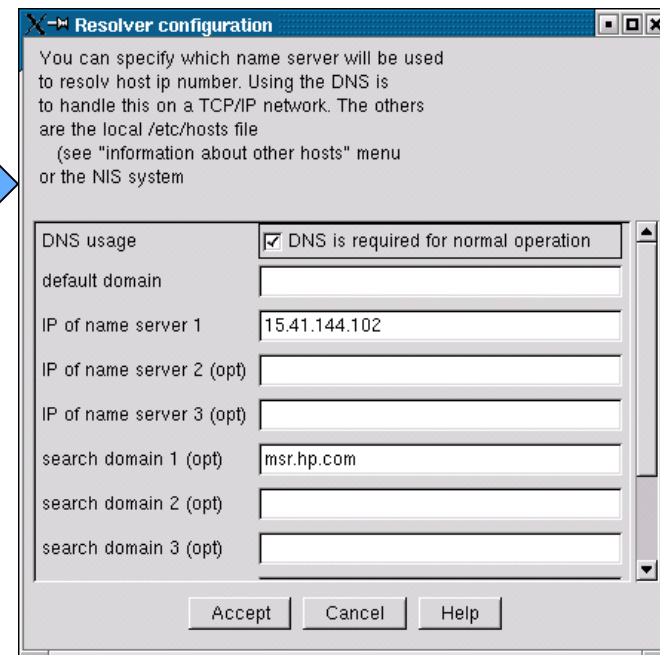 Resolver configuration
You can specify which name server will be used
to resolv host ip number. Using the DNS is
to handle this on a TCP/IP network. The others
are the local /etc/hosts file
(see "information about other hosts" menu
or the NIS system
DNS usage DNS is required for normal operation
default domain
IP of name server 1 15.41.144.102
IP of name server 2 (opt)
IP of name server 3 (opt)
search domain 1 (opt) msr.hp.com
search domain 2 (opt)
search domain 3 (opt)
Accept Cancel Help